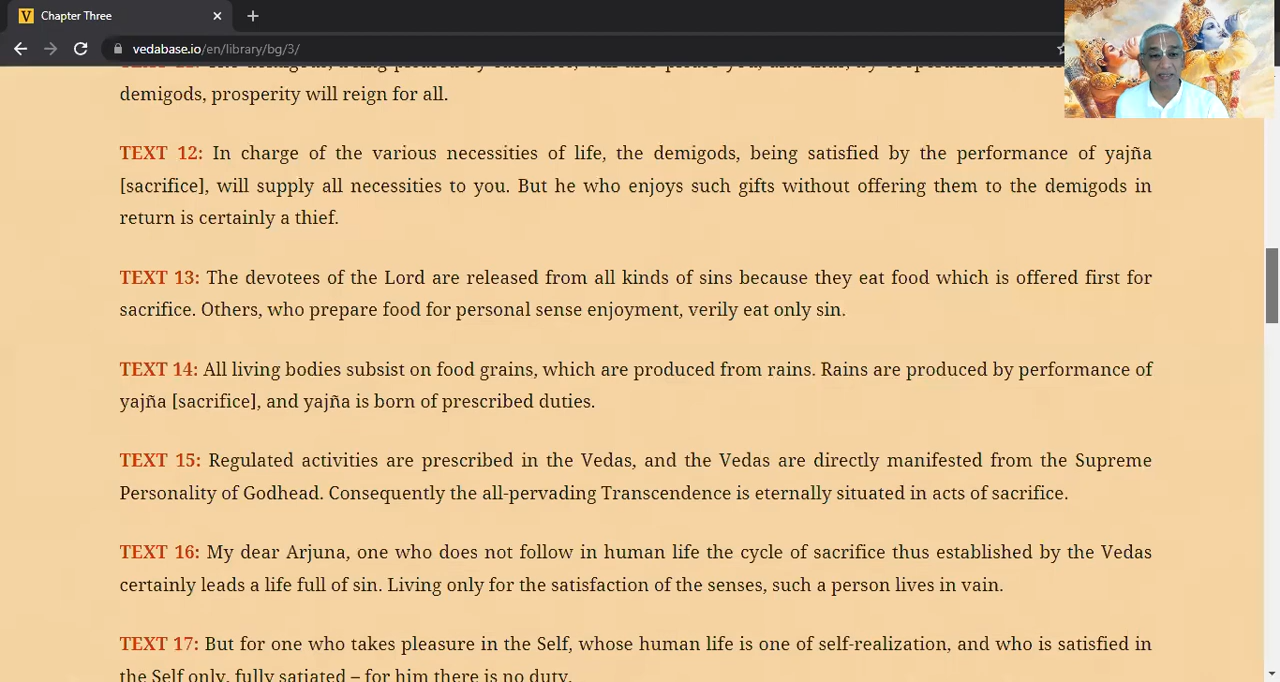 Chapter Three
vedabase.io/en/library/bg/3/
demigods, prosperity will reign for all.
TEXT 12: In charge of the various necessities of life, the demigods, being satisfied by the performance of yajña
[sacrifice], will supply all necessities to you. But he who enjoys such gifts without offering them to the demigods in
return is certainly a thief.
TEXT 13: The devotees of the Lord are released from all kinds of sins because they eat food which is offered first for
sacrifice. Others, who prepare food for personal sense enjoyment, verily eat only sin.
TEXT 14: All living bodies subsist on food grains, which are produced from rains. Rains are produced by performance of
yajña [sacrifice], and yajña is born of prescribed duties.
TEXT 15: Regulated activities are prescribed in the Vedas, and the Vedas are directly manifested from the Supreme
Personality of Godhead. Consequently the all-pervading Transcendence is eternally situated in acts of sacrifice.
TEXT 16: My dear Arjuna, one who does not follow in human life the cycle of sacrifice thus established by the Vedas
certainly leads a life full of sin. Living only for the satisfaction of the senses, such a person lives in vain.
TEXT 17: But for one who takes pleasure in the Self, whose human life is one of self-realization, and who is satisfied in
the Self only, fully satiated – for him there is no duty.